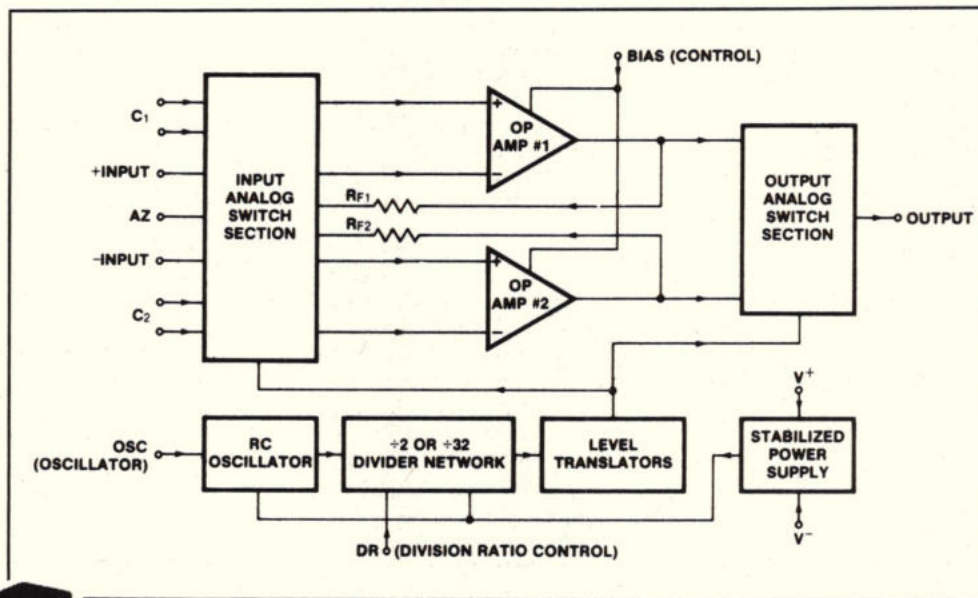 BIAS (CONTROL)
C1
+INPUT
AZ
−INPUT
C2
INPUT
ANALOG
SWITCH
SECTION
+
OP
AMP #1
−
RF1
RF2
+
OP
AMP #2
−
OUTPUT
ANALOG
SWITCH
SECTION
OUTPUT
OSC
(OSCILLATOR)
RC
OSCILLATOR
÷2 OR ÷32
DIVIDER NETWORK
LEVEL
TRANSLATORS
V+
STABILIZED
POWER
SUPPLY
V−
DR (DIVISION RATIO CONTROL)